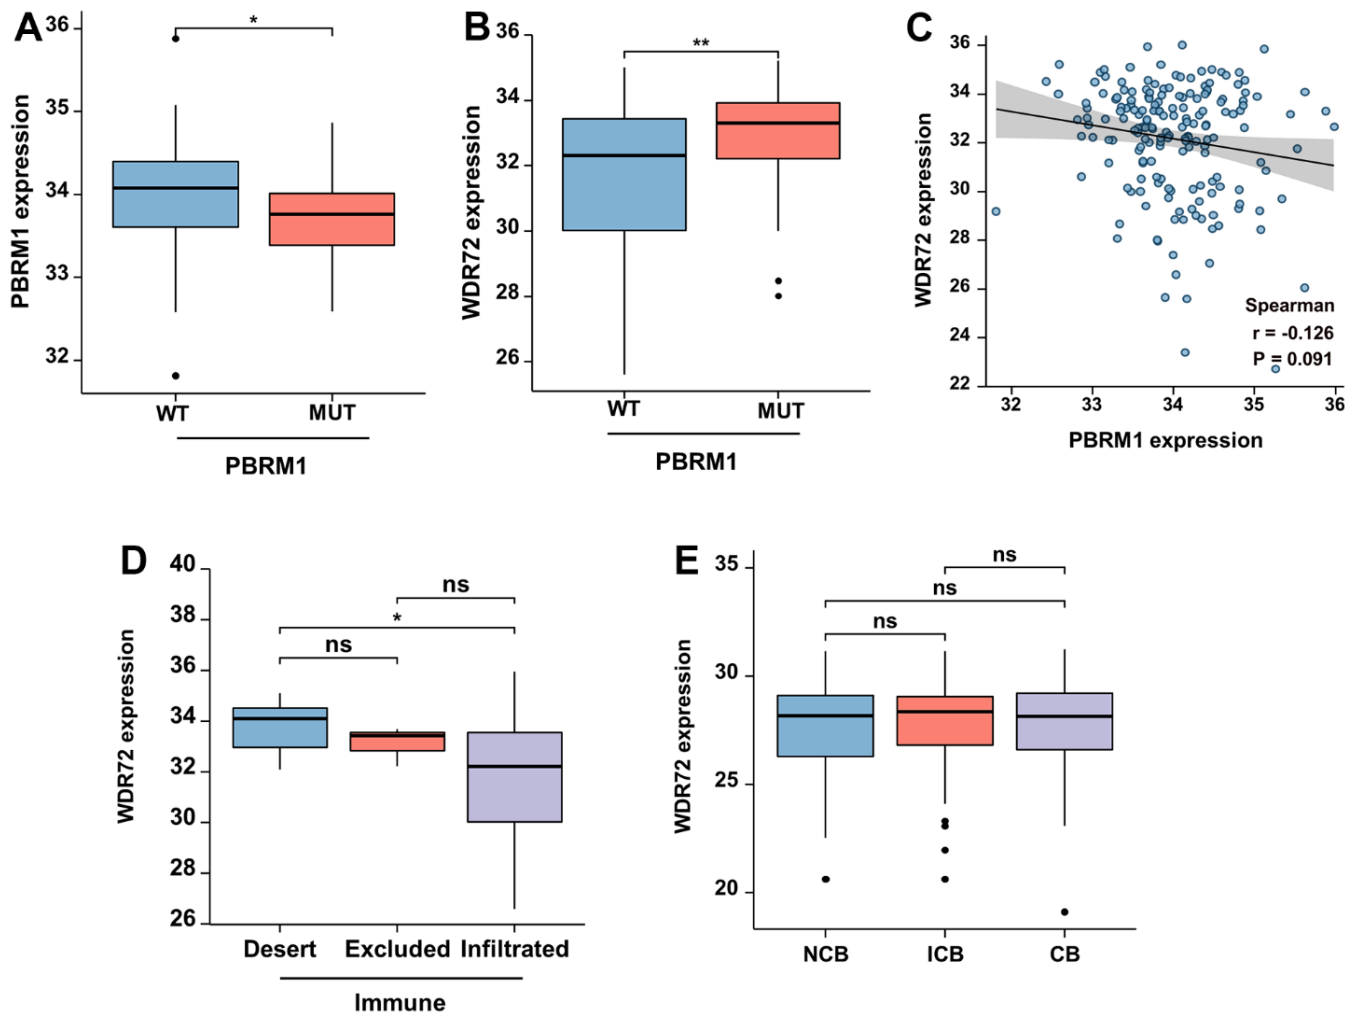 A
PBRM1 expression
36
35
34
33
32
*
WT
MUT
PBRM1
B
WDR72 expression
36
34
32
30
28
26
**
WT
MUT
PBRM1
C
WDR72 expression
36
34
32
30
28
26
24
22
Spearman
r = -0.126
P = 0.091
32 33 34 35 36
PBRM1 expression
D
WDR72 expression
40
38
36
34
32
30
28
26
ns
*
ns
Desert Excluded Infiltrated
Immune
E
WDR72 expression
35
30
25
20
ns
ns
ns
NCB ICB CB